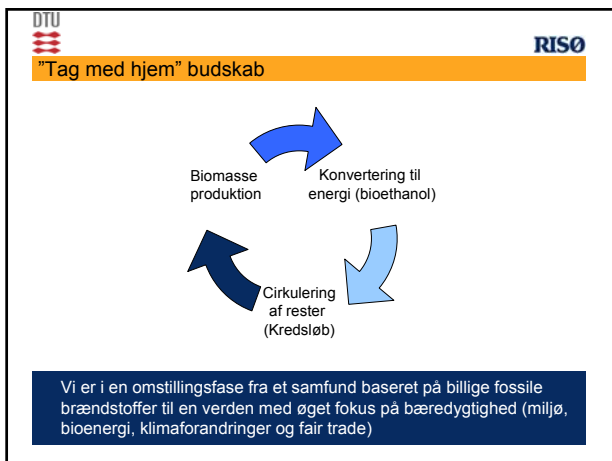 DTU
RISØ
”Tag med hjem” budskab
Biomasse
produktion
Konvertering til
energi (bioethanol)
Cirkulering
af rester
(Kredsløb)
Vi er i en omstillingsfase fra et samfund baseret på billige fossile
brændstoffer til en verden med øget fokus på bæredygtighed (miljø,
bioenergi, klimaforandringer og fair trade)